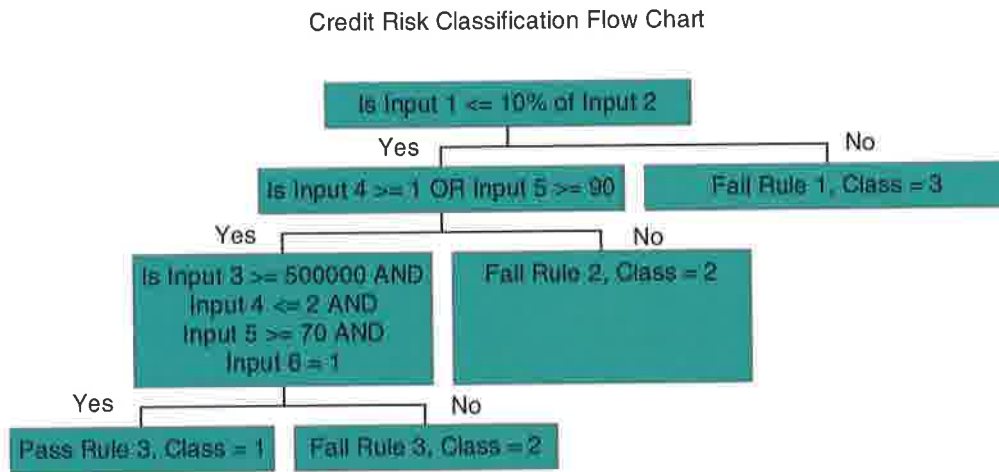 Credit Risk Classification Flow Chart
Is Input 1 <= 10% of Input 2
Yes
No
Is Input 4 >= 1 OR Input 5 >= 90
Fail Rule 1, Class = 3
Yes
No
Is Input 3 >= 500000 AND
Input 4 <= 2 AND
Input 5 >= 70 AND
Input 6 = 1
Fail Rule 2, Class = 2
Yes
No
Pass Rule 3, Class = 1
Fail Rule 3, Class = 2